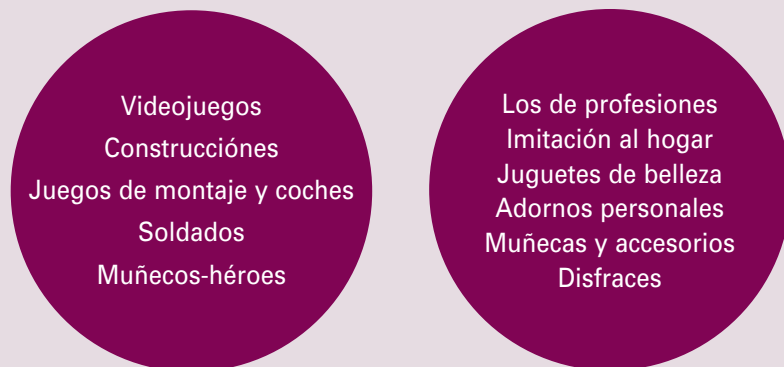 Videojuegos
Construcciónes
Juegos de montaje y coches
Soldados
Muñecos-héroes
Los de profesiones
Imitación al hogar
Juguetes de belleza
Adornos personales
Muñecas y accesorios
Disfraces